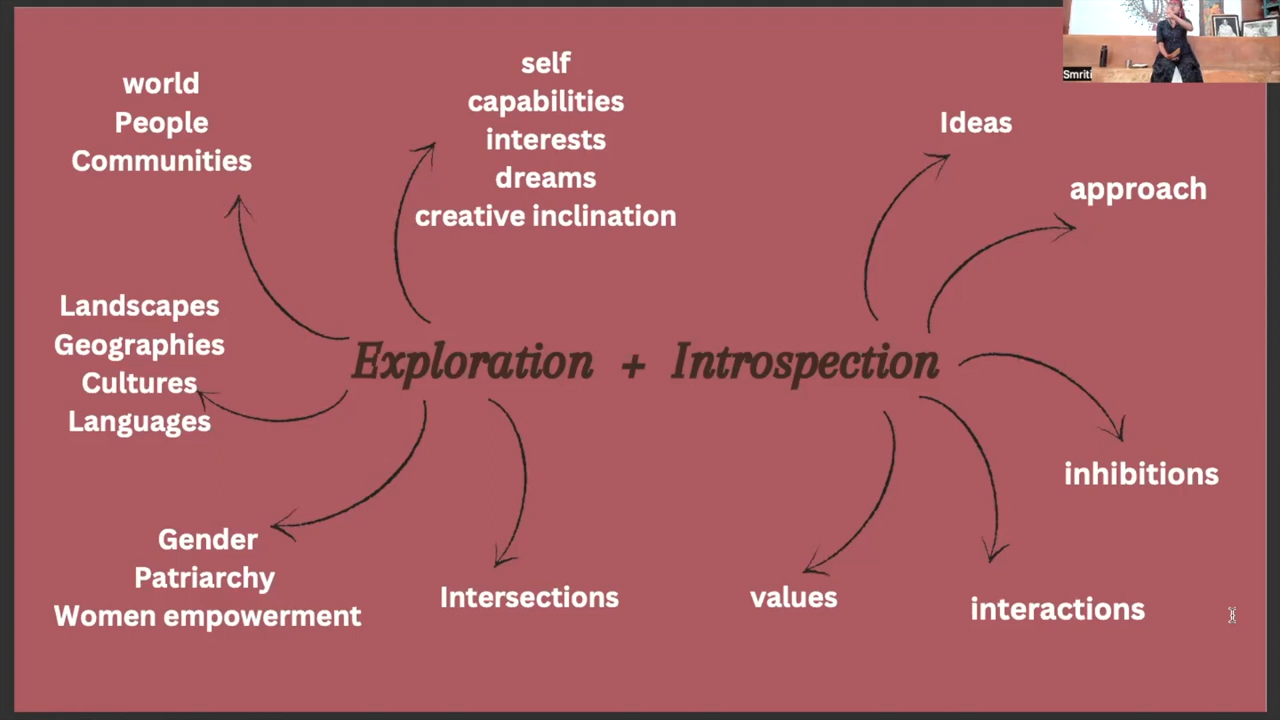 world
People
Communities
self
capabilities
interests
dreams
creative inclination
Ideas
approach
Smriti
Landscapes
Geographies
Cultures
Languages
Exploration + Introspection
inhibitions
Gender
Patriarchy
Women empowerment
Intersections
values
interactions